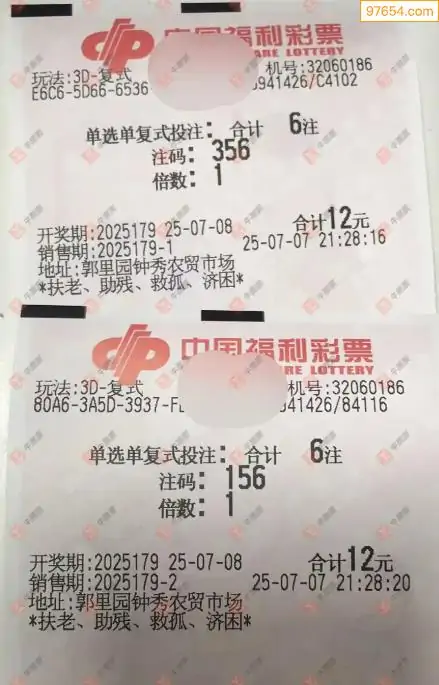 97654.com
中国福利彩票
ARE LOTTERY
玩法:3D-复式
机号:32060186
E6C6-5D66-6536
941426/C4102
单选单复式投注: 合计 6注
注码: 356
倍数: 1
开奖期:2025179 25-07-08 合计12元
销售期:2025179-1 25-07-07 21:28:16
地址:郭里园钟秀农贸市场
*扶老、助残、救孤、济困*
中国福利彩票
ARE LOTTERY
玩法:3D-复式 机号:32060186
80A6-3A5D-3937-F 941426/84116
单选单复式投注: 合计 6注
注码: 156
倍数: 1
开奖期:2025179 25-07-08 合计12元
销售期:2025179-2 25-07-07 21:28:20
地址:郭里园钟秀农贸市场
*扶老、助残、救孤、济困*